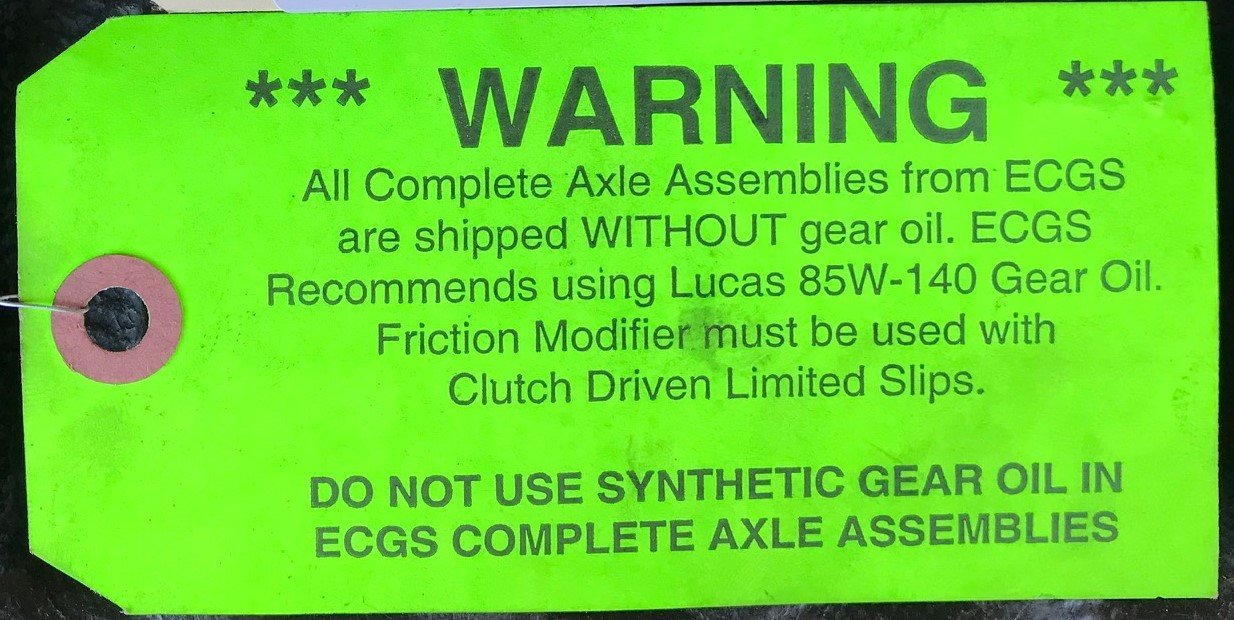 *** WARNING ***
All Complete Axle Assemblies from ECGS
are shipped WITHOUT gear oil. ECGS
Recommends using Lucas 85W-140 Gear Oil.
Friction Modifier must be used with
Clutch Driven Limited Slips.
DO NOT USE SYNTHETIC GEAR OIL IN
ECGS COMPLETE AXLE ASSEMBLIES